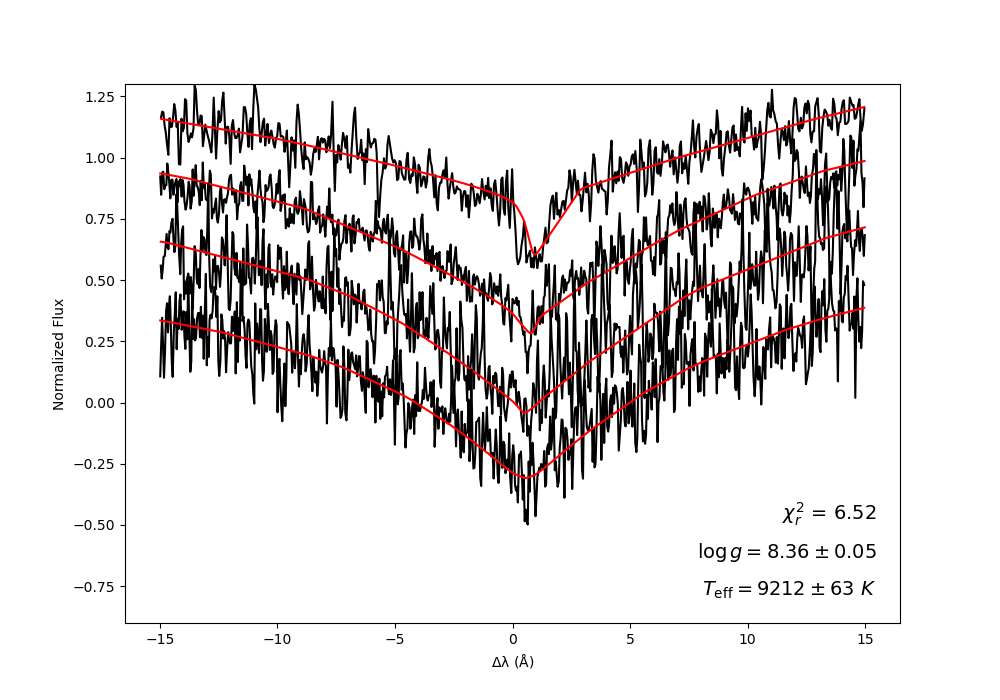 1.25
1.00
0.75
0.50
0.25
0.00
−0.25
−0.50
−0.75
Normalized Flux
χ²ᵣ = 6.52
log g = 8.36 ± 0.05
T_eff = 9212 ± 63 K
−15 −10 −5 0 5 10 15
Δλ (Å)